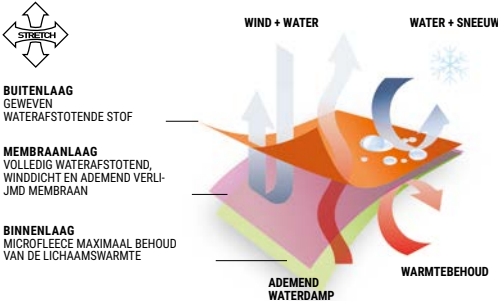 STRETCH
WIND + WATER
WATER + SNEEUW
BUITENLAAG
GEWEVEN
WATERAFSTOTENDE STOF
MEMBRAANLAAG
VOLLEDIG WATERAFSTOTEND,
WINDDICHT EN ADEMEND VERLI-
JMD MEMBRAAN
BINNENLAAG
MICROFLEECE MAXIMAAL BEHOUD
VAN DE LICHAAMSWARMTE
WARMTEBEHOUD
ADEMEND
WATERDAMP